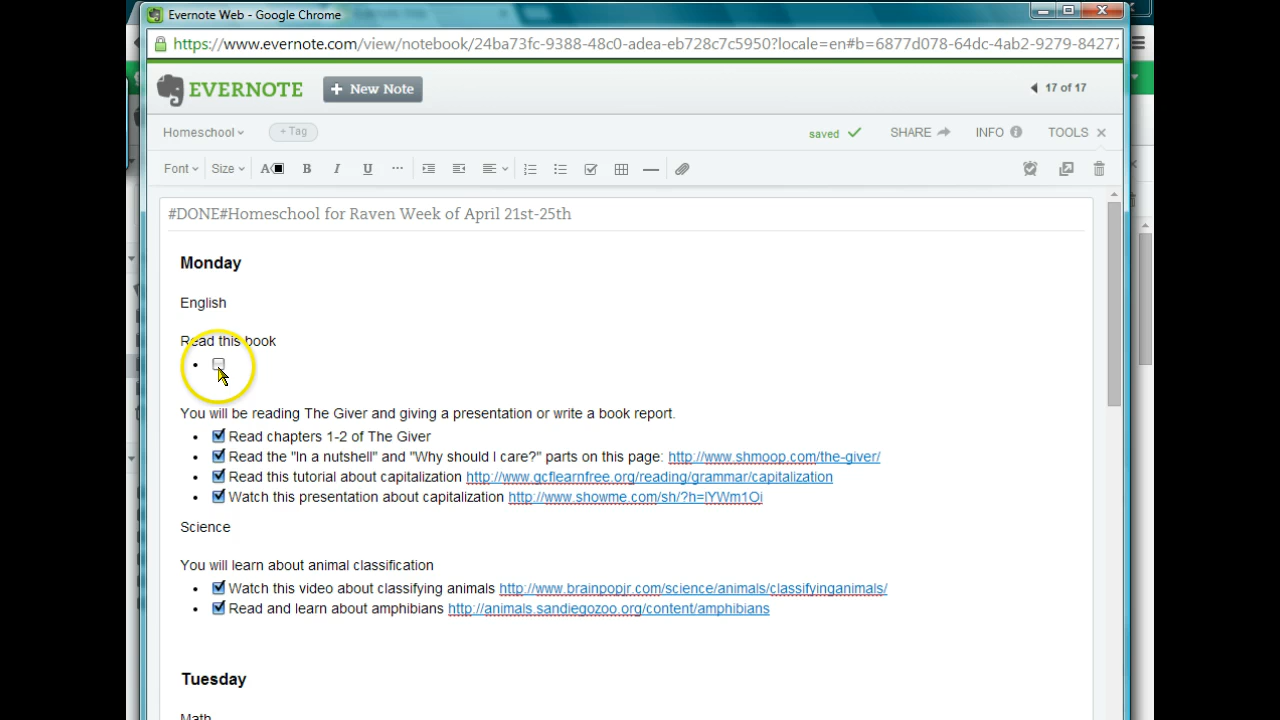 Evernote Web - Google Chrome
https://www.evernote.com/view/notebook/24ba73fc-9388-48c0-adea-eb728c7c5950?locale=en#b=6877d078-64dc-4ab2-9279-84277
EVERNOTE + New Note 17 of 17
Homeschool + Tag saved SHARE INFO TOOLS
Font Size A B I U ...
#DONE#Homeschool for Raven Week of April 21st-25th
Monday
English
Read this book
You will be reading The Giver and giving a presentation or write a book report.
Read chapters 1-2 of The Giver
Read the "In a nutshell" and "Why should I care?" parts on this page: http://www.shmoop.com/the-giver/
Read this tutorial about capitalization http://www.gcflearnfree.org/reading/grammar/capitalization
Watch this presentation about capitalization http://www.showme.com/sh/?h=lYWm1Oi
Science
You will learn about animal classification
Watch this video about classifying animals http://www.brainpopjr.com/science/animals/classifyinganimals/
Read and learn about amphibians http://animals.sandiegozoo.org/content/amphibians
Tuesday
Math